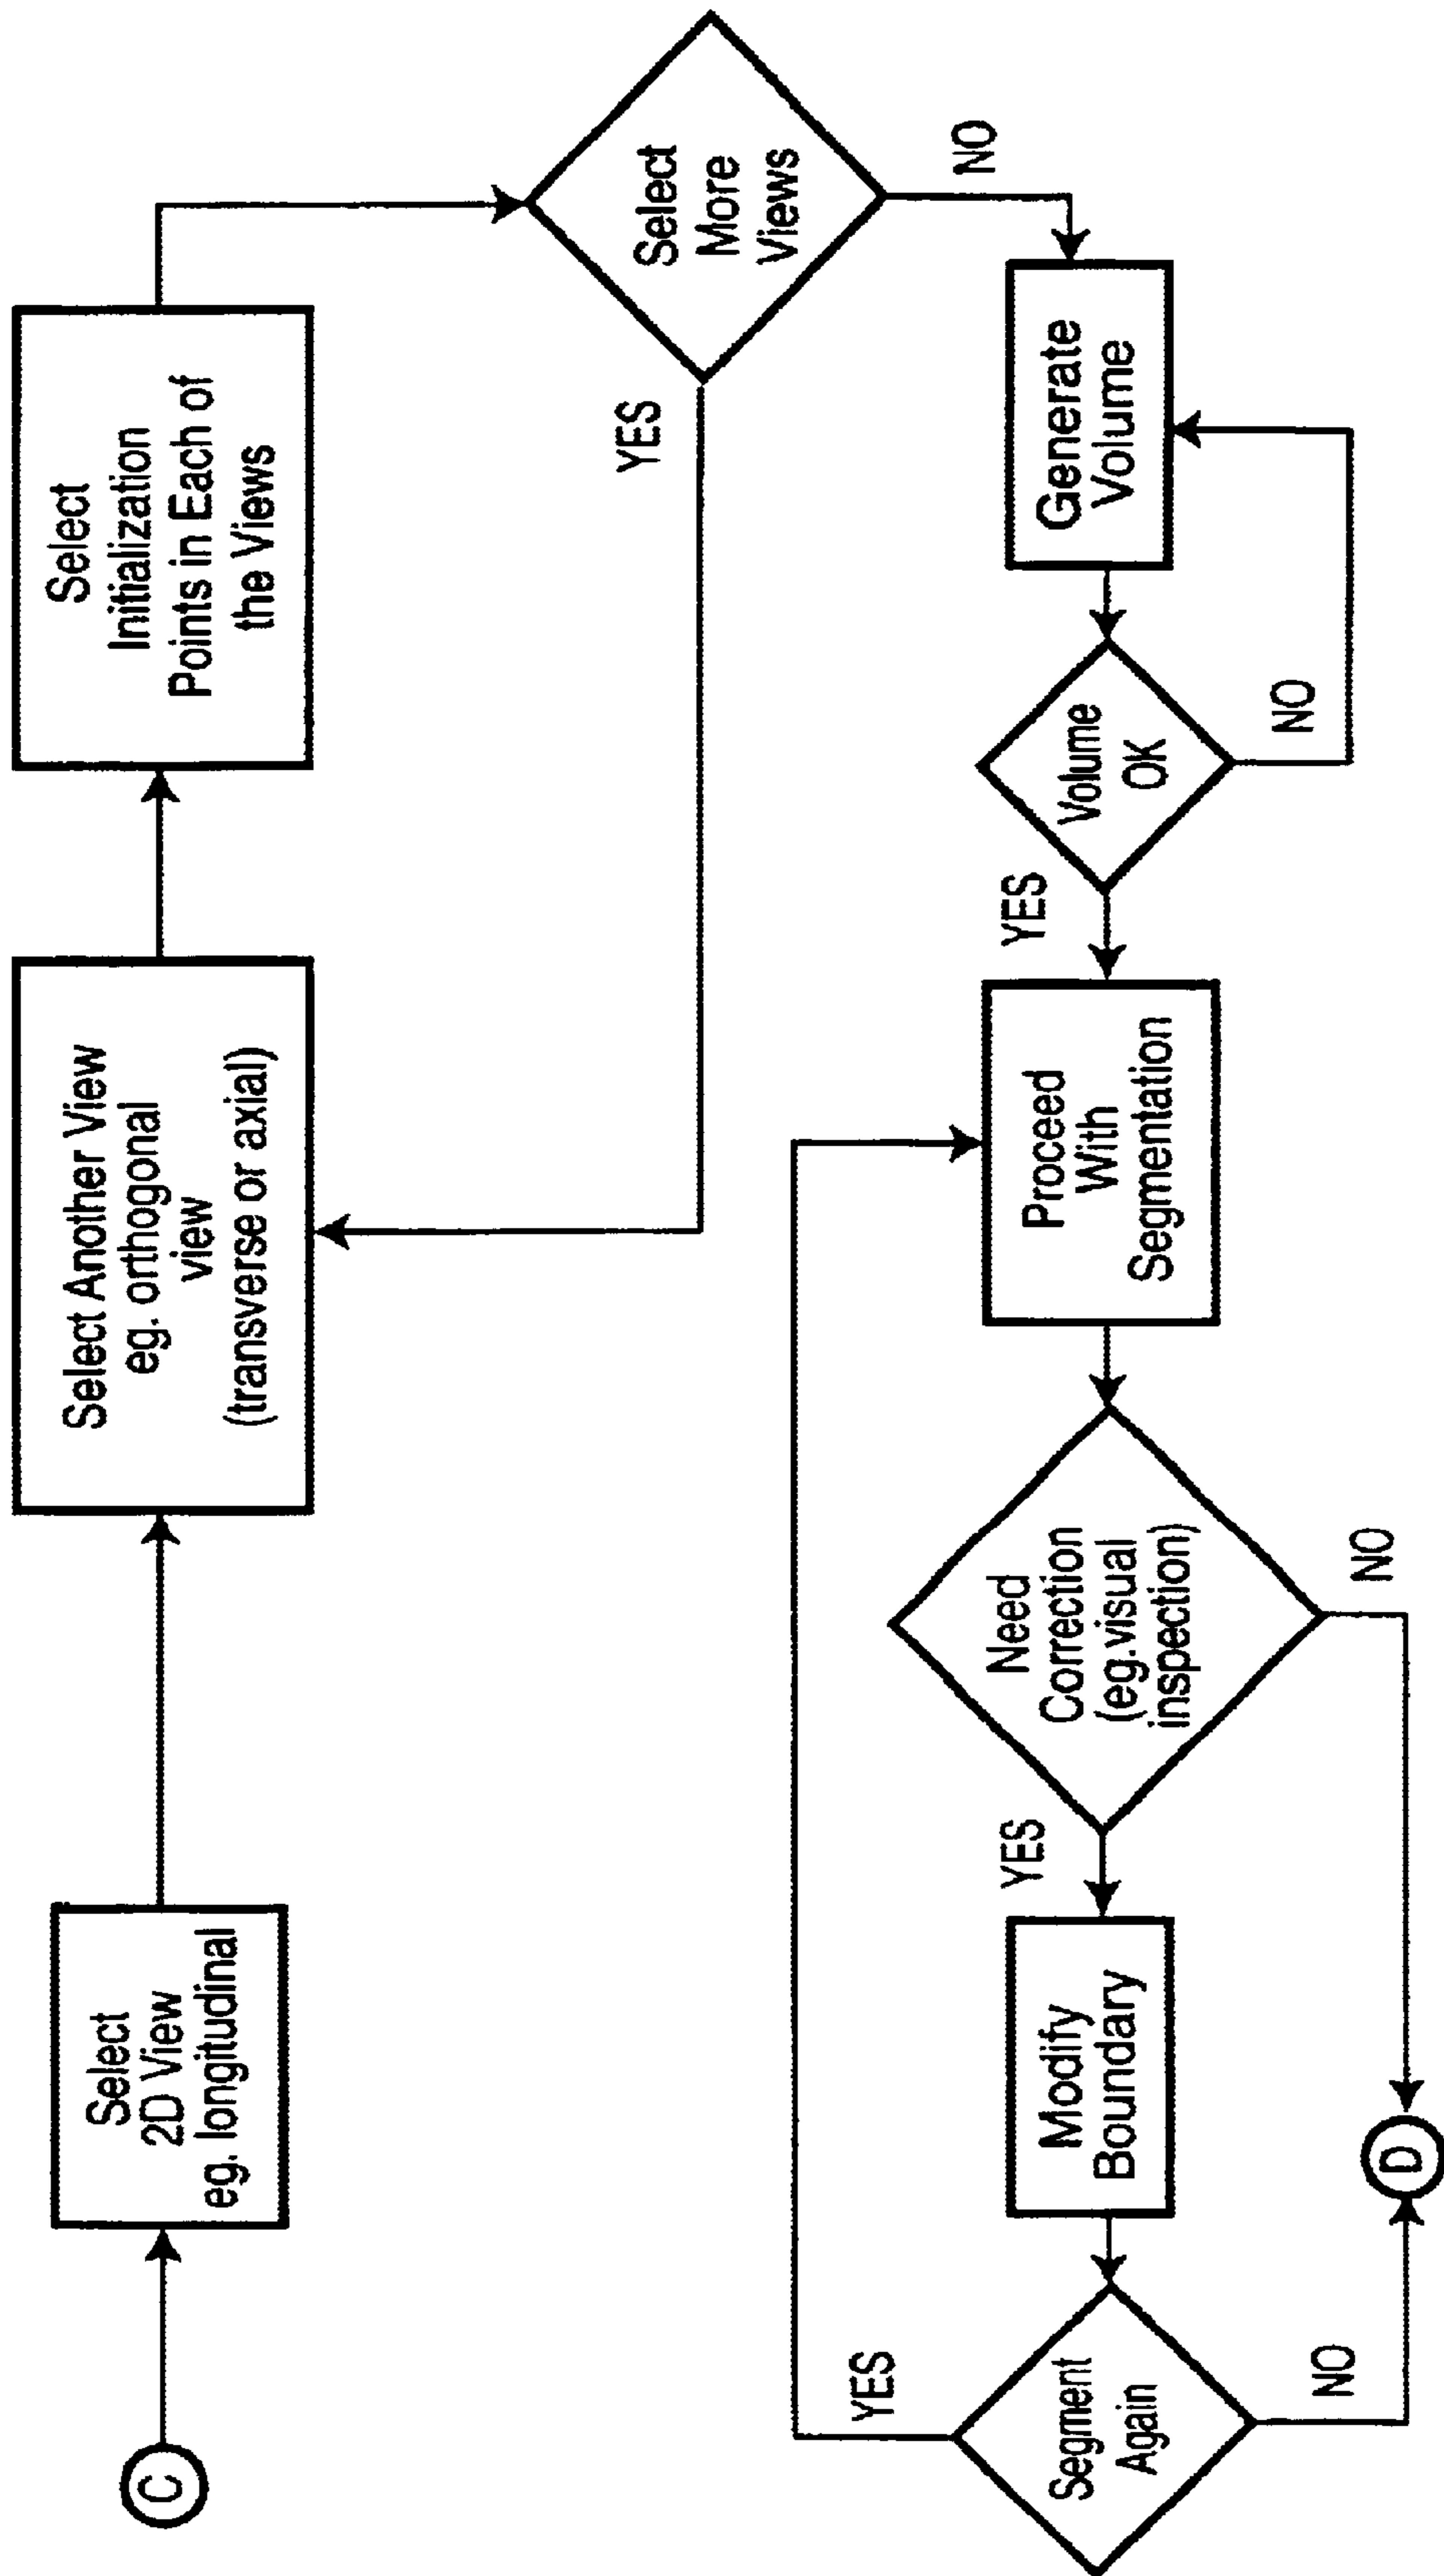 C
Select
2D View
eg. longitudinal
Select Another View
eg. orthogonal
view
(transverse or axial)
Select
Initialization
Points in Each of
the Views
Select
More
Views
YES
NO
Generate
Volume
Volume
OK
NO
YES
Proceed
With
Segmentation
Need
Correction
(eg.visual
inspection)
NO
YES
Modify
Boundary
Segment
Again
YES
NO
D